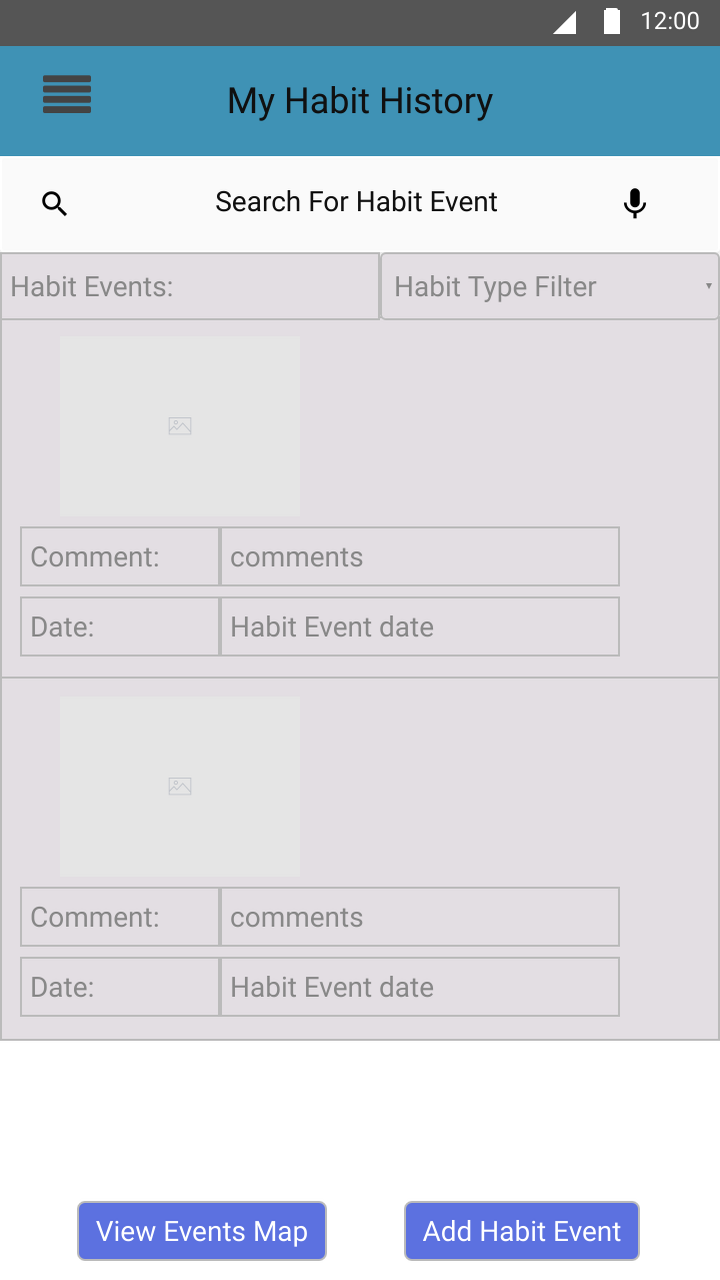 12:00
My Habit History
Search For Habit Event
Habit Events:
Habit Type Filter
Comment:
comments
Date:
Habit Event date
Comment:
comments
Date:
Habit Event date
View Events Map
Add Habit Event